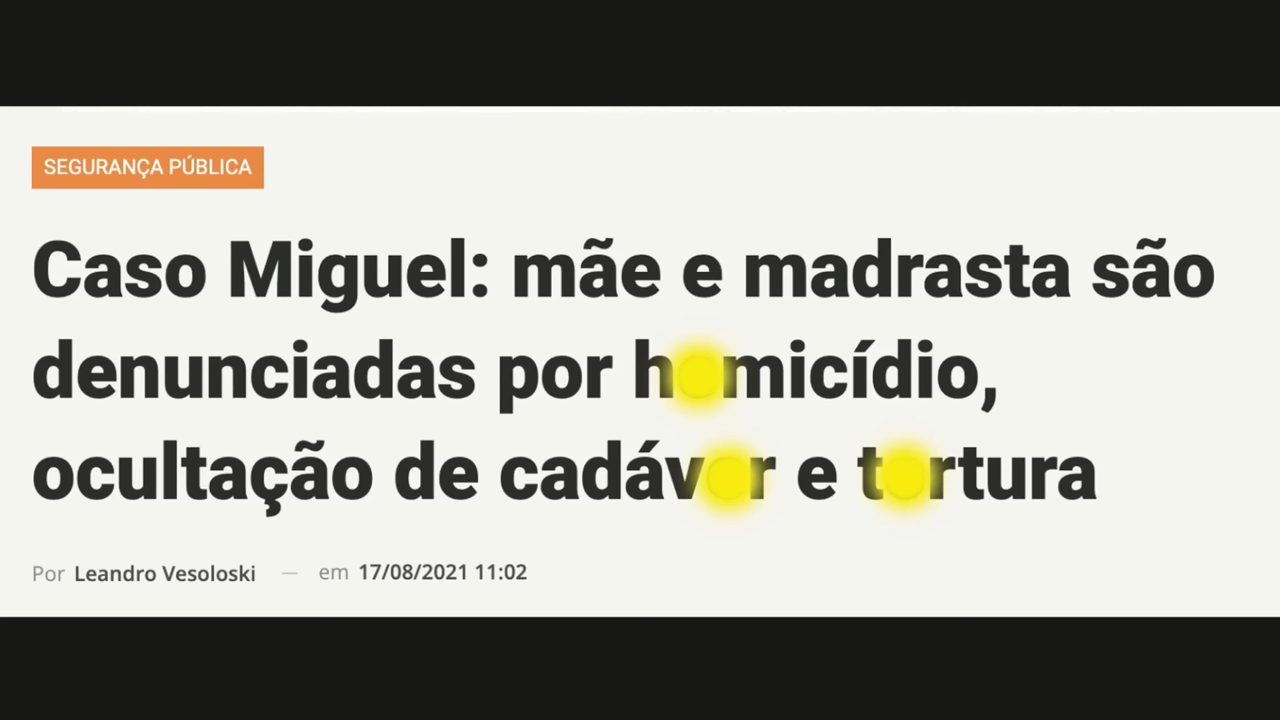 SEGURANÇA PÚBLICA
Caso Miguel: mãe e madrasta são
denunciadas por homicídio,
ocultação de cadáver e tortura
Por Leandro Vesoloski — em 17/08/2021 11:02